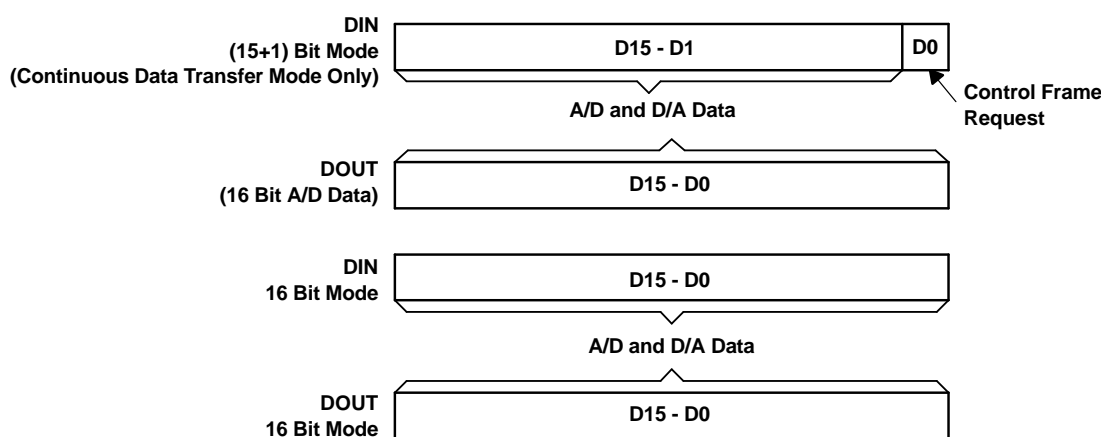 DIN
(15+1) Bit Mode
(Continuous Data Transfer Mode Only)
D15 - D1
D0
A/D and D/A Data
Control Frame
Request
DOUT
(16 Bit A/D Data)
D15 - D0
DIN
16 Bit Mode
D15 - D0
A/D and D/A Data
DOUT
16 Bit Mode
D15 - D0